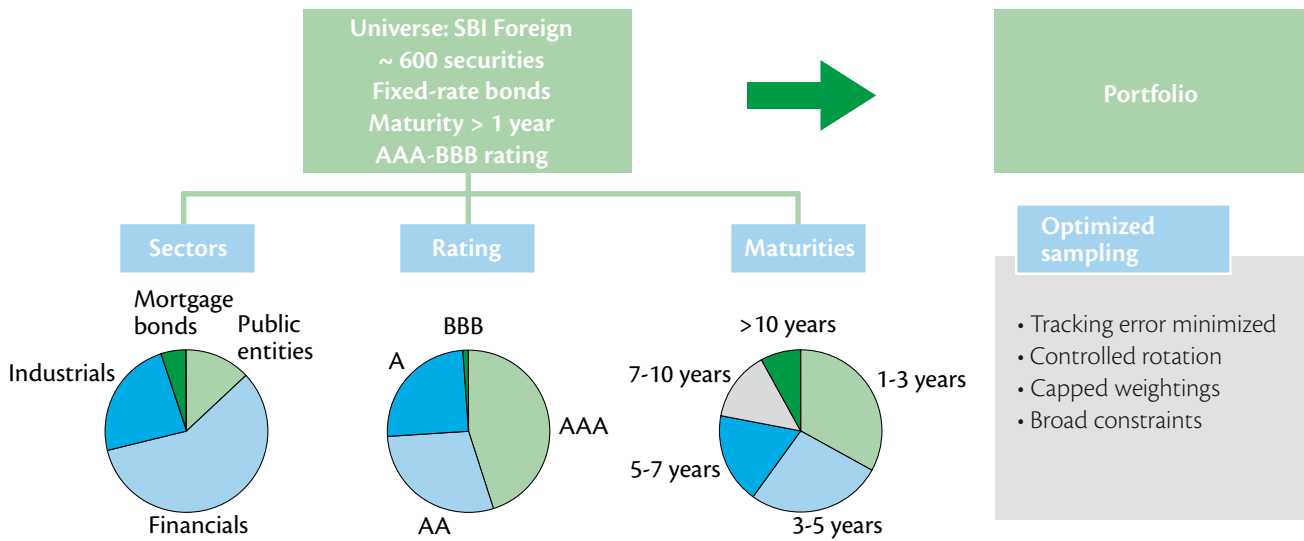 Universe: SBI Foreign
~ 600 securities
Fixed-rate bonds
Maturity > 1 year
AAA-BBB rating
Portfolio
Sectors
Mortgage
bonds
Public
entities
Industrials
Financials
Rating
BBB
A
AAA
AA
Maturities
>10 years
7-10 years
1-3 years
5-7 years
3-5 years
Optimized
sampling
• Tracking error minimized
• Controlled rotation
• Capped weightings
• Broad constraints